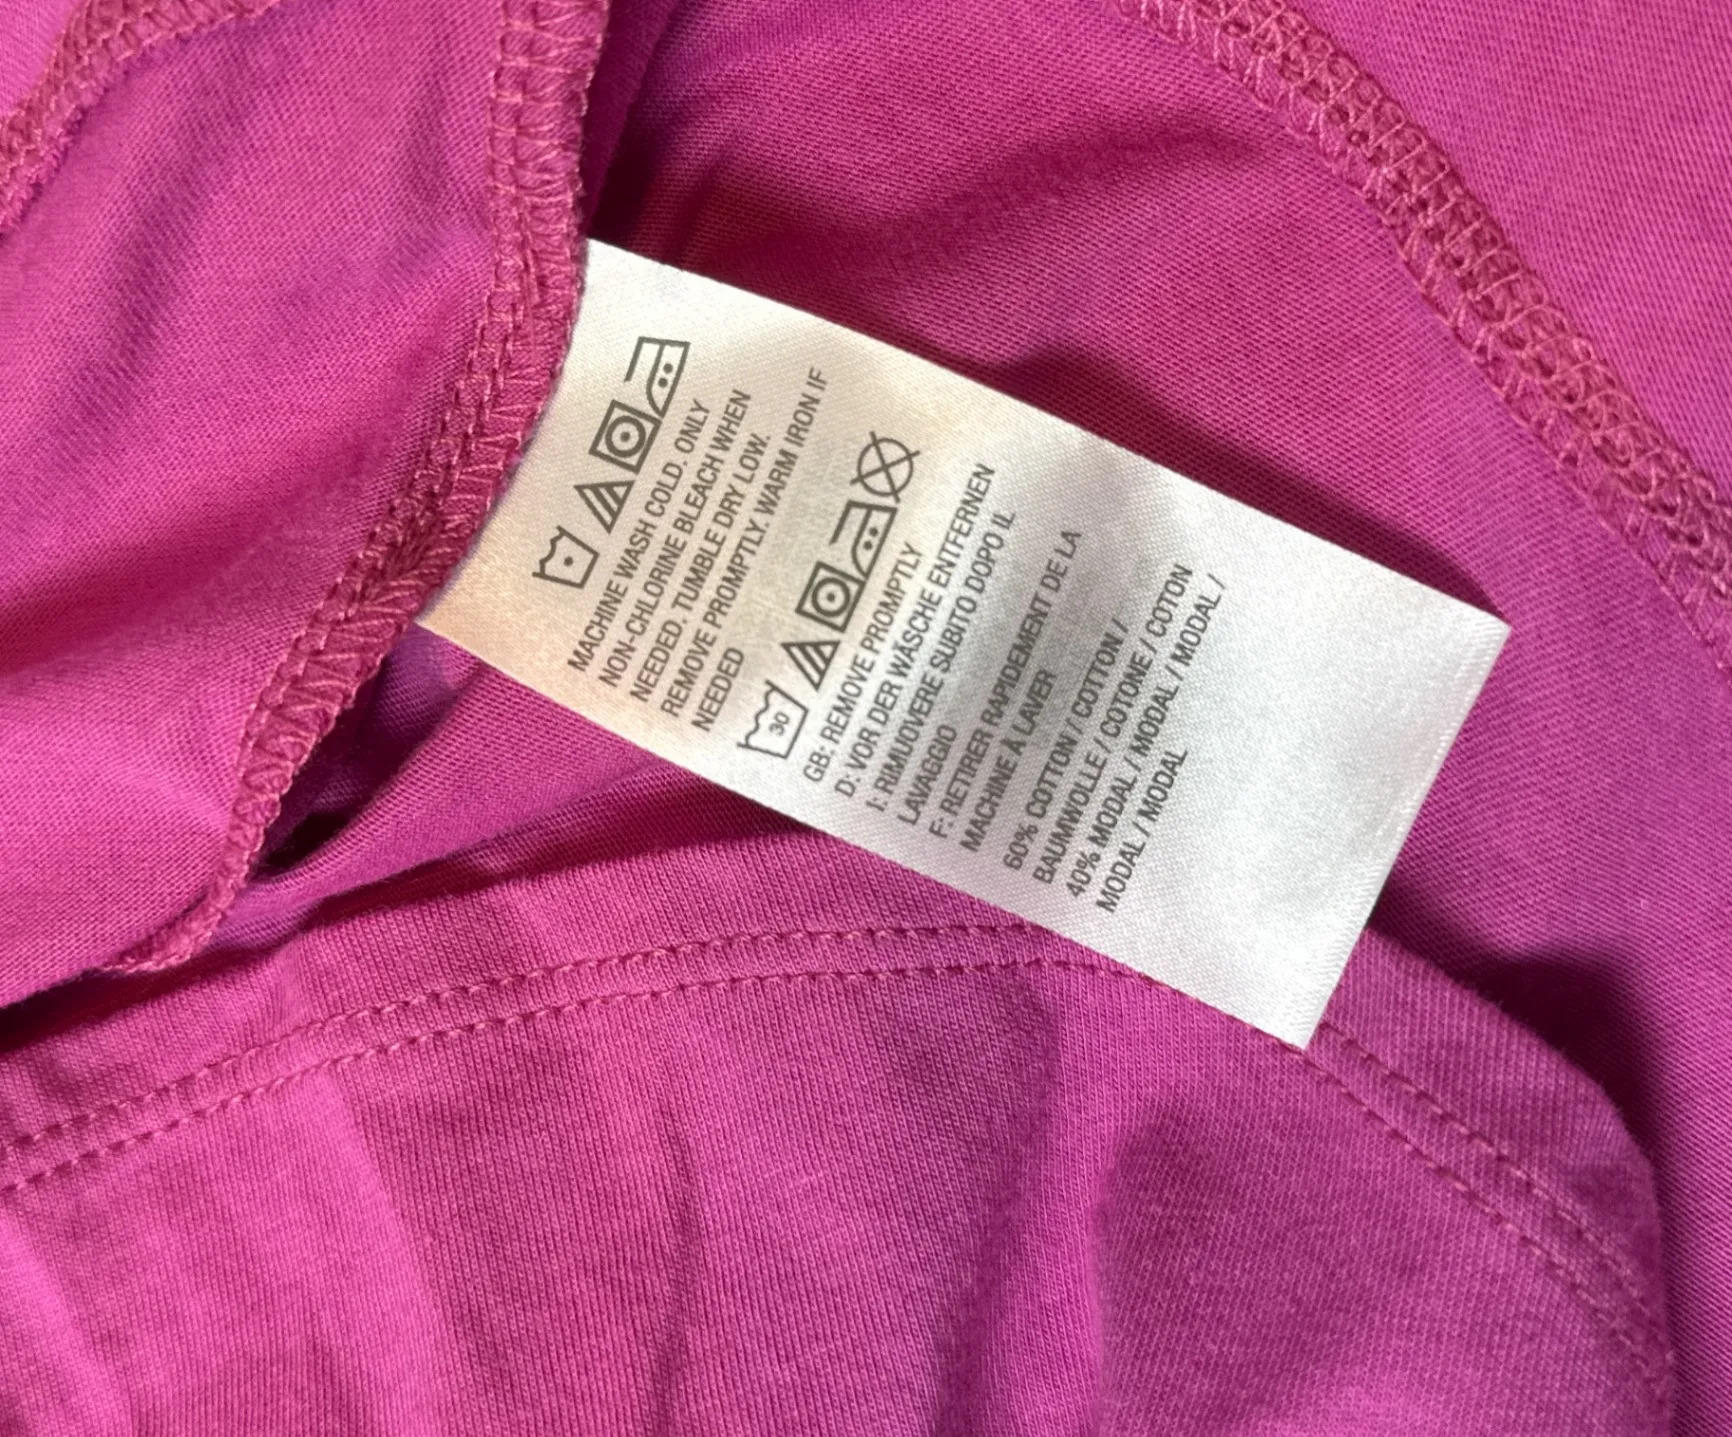 MACHINE WASH COLD. ONLY
NON-CHLORINE BLEACH WHEN
NEEDED. TUMBLE DRY LOW.
REMOVE PROMPTLY. WARM IRON IF
NEEDED
30
GB: REMOVE PROMPTLY
D: VOR DER WÄSCHE ENTFERNEN
I: RIMUOVERE SUBITO DOPO IL
LAVAGGIO
F: RETIRER RAPIDEMENT DE LA
MACHINE À LAVER
60% COTTON / COTTON /
BAUMWOLLE / COTONE / COTON
40% MODAL / MODAL / MODAL /
MODAL / MODAL